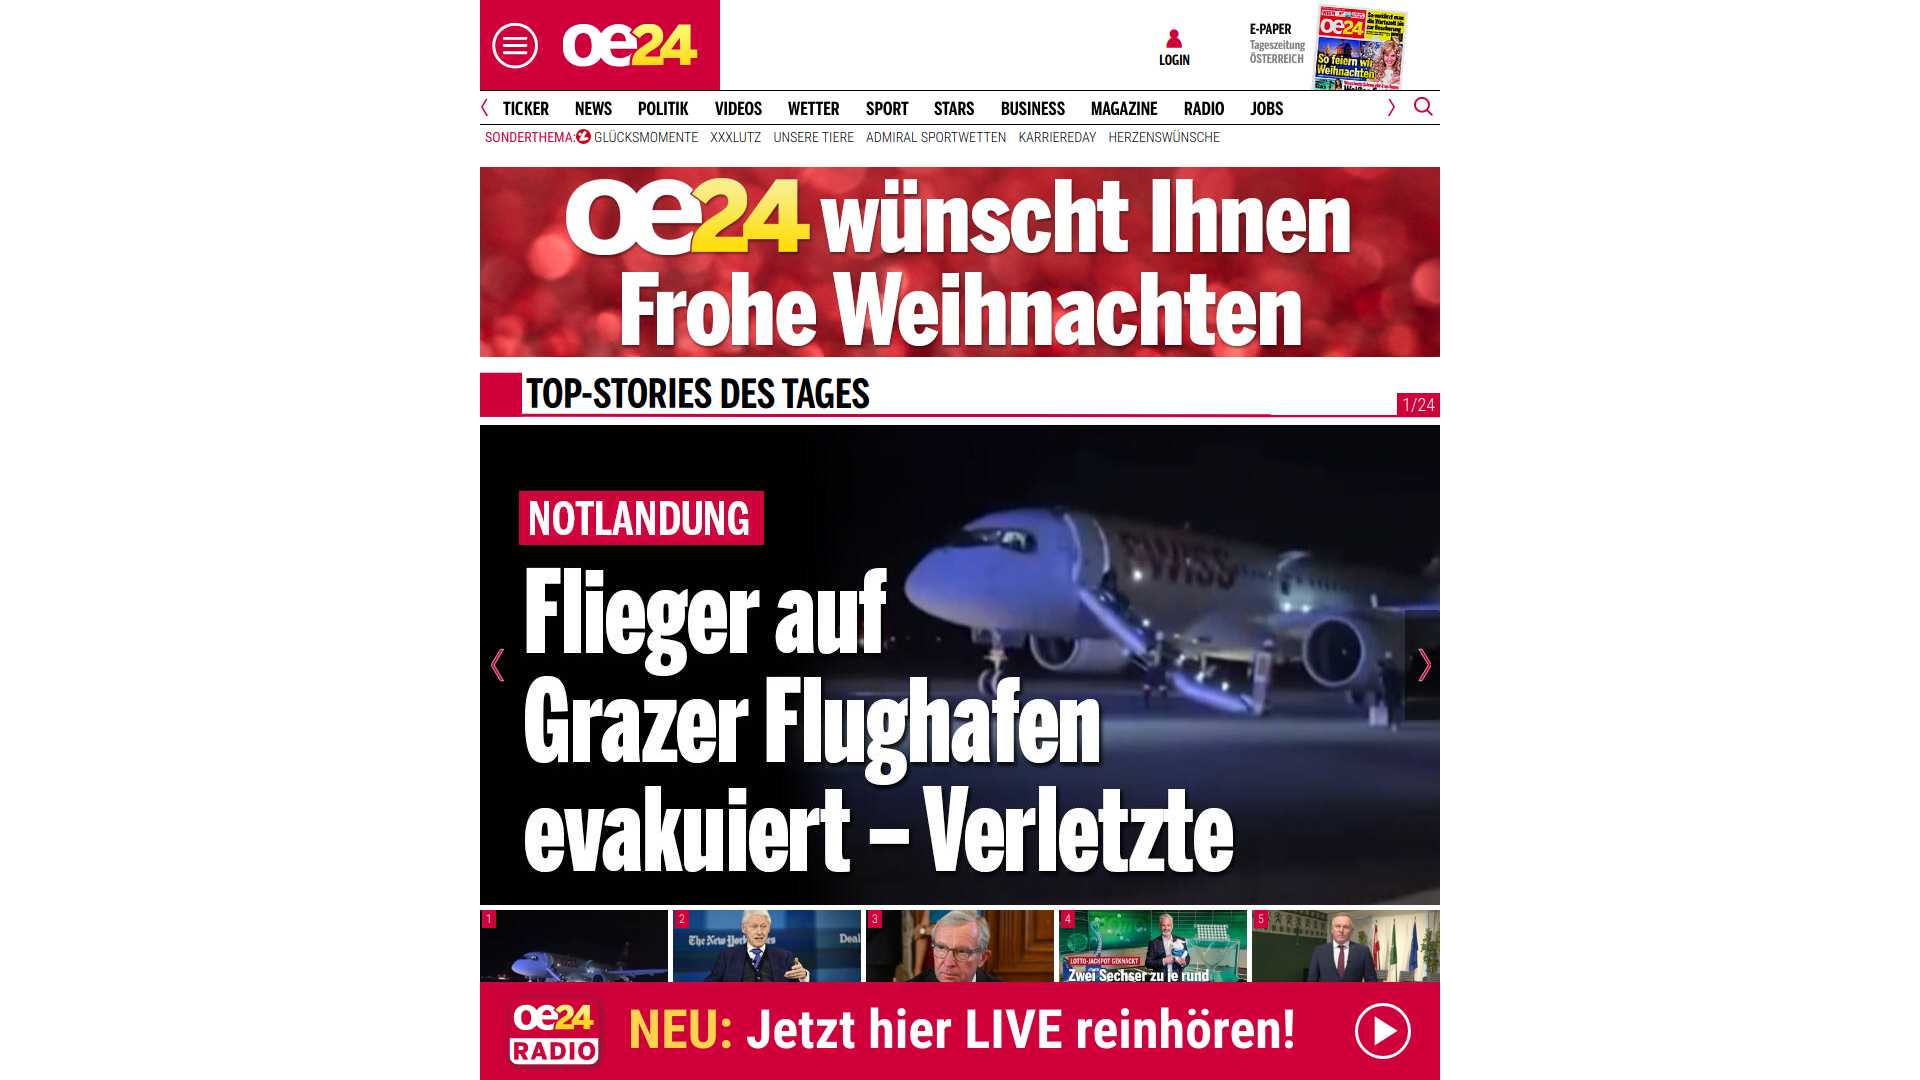 oe24
LOGIN
E-PAPER
Tageszeitung
ÖSTERREICH
oe24
So feiern wir
Weihnachten
TICKER NEWS POLITIK VIDEOS WETTER SPORT STARS BUSINESS MAGAZINE RADIO JOBS
SONDERTHEMA: GLÜCKSMOMENTE XXXLUTZ UNSERE TIERE ADMIRAL SPORTWETTEN KARRIEREDAY HERZENSWÜNSCHE
oe24 wünscht Ihnen
Frohe Weihnachten
TOP-STORIES DES TAGES
1/24
SWISS
NOTLANDUNG
Flieger auf
Grazer Flughafen
evakuiert – Verletzte
1 2 3 4 5
The New York Times
Deal
LOTTO-JACKPOT GEKNACKT
Zwei Sechser zu je rund
oe24
RADIO
NEU: Jetzt hier LIVE reinhören!